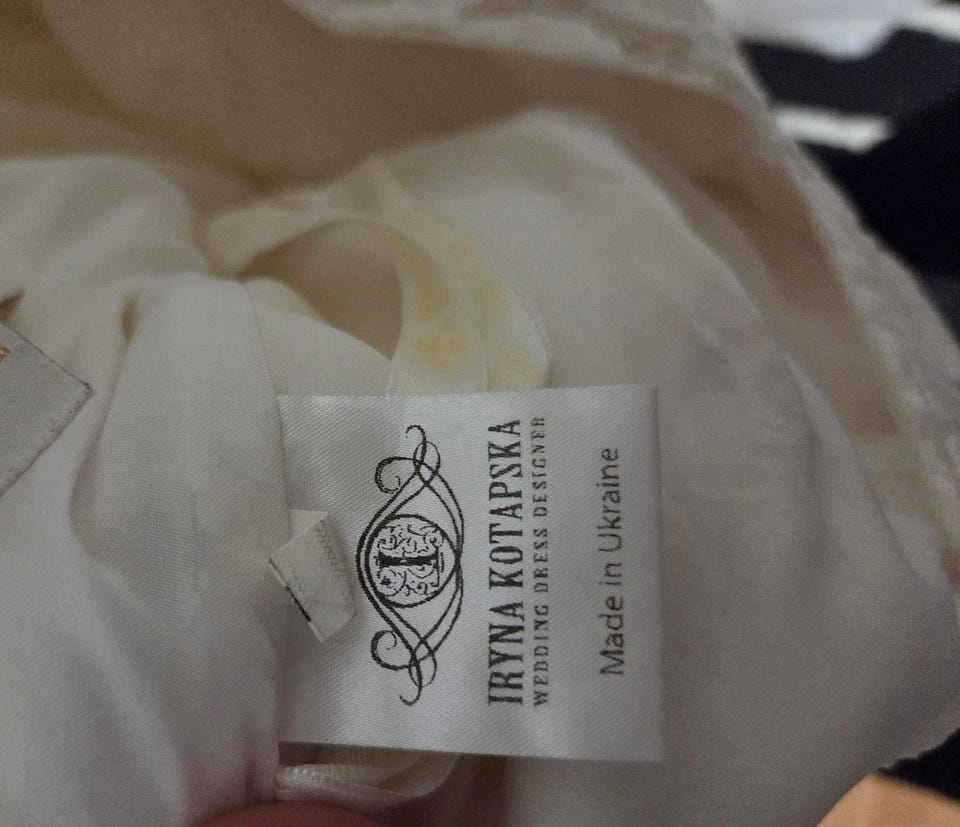 I
IRYNA KOTAPSKA
WEDDING DRESS DESIGNER
Made in Ukraine